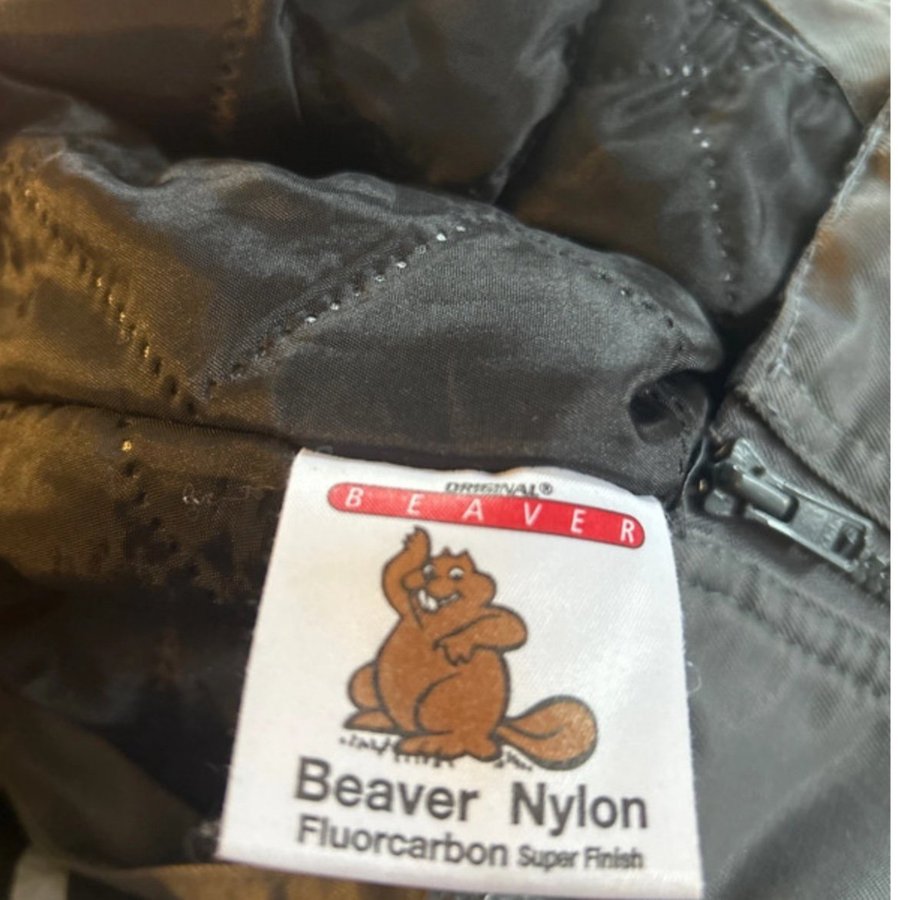 ORIGINAL®
BEAVER
Beaver Nylon
Fluorcarbon Super Finish